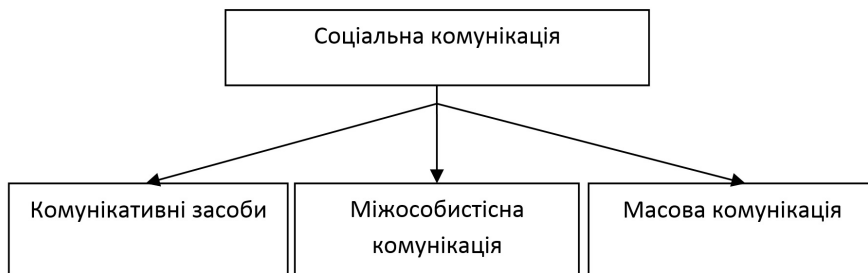 Соціальна комунікація
Комунікативні засоби
Міжособистісна
комунікація
Масова комунікація